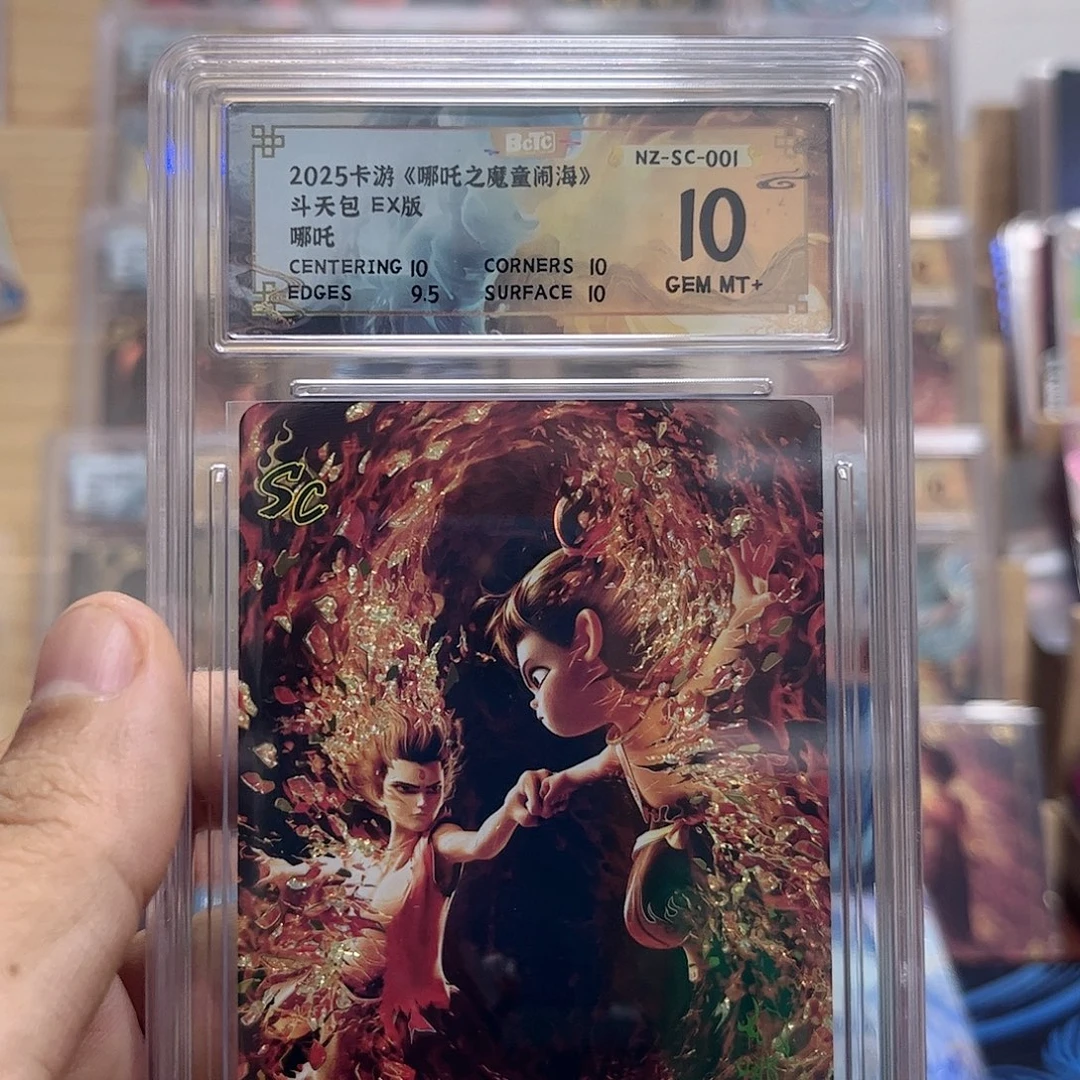 BCTC
NZ-SC-001
2025卡游《哪吒之魔童闹海》
斗天包 EX版
哪吒
10
GEM MT+
CENTERING 10 CORNERS 10
EDGES 9.5 SURFACE 10
SC